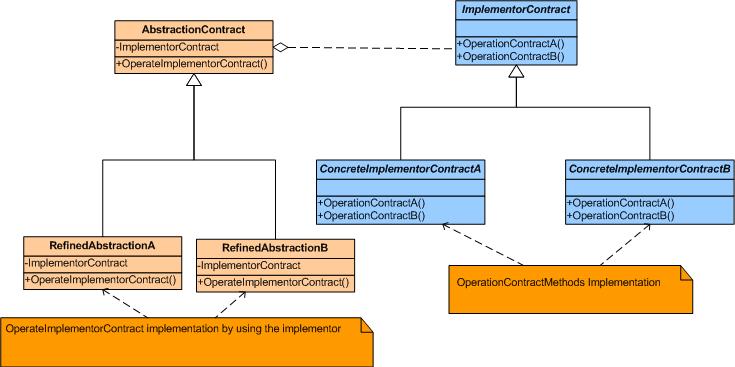 AbstractionContract
-ImplementorContract
+OperateImplementorContract()
ImplementorContract
+OperationContractA()
+OperationContractB()
ConcreteImplementorContractA
+OperationContractA()
+OperationContractB()
ConcreteImplementorContractB
+OperationContractA()
+OperationContractB()
RefinedAbstractionA
-ImplementorContract
+OperateImplementorContract()
RefinedAbstractionB
-ImplementorContract
+OperateImplementorContract()
OperationContractMethods Implementation
OperateImplementorContract implementation by using the implementor